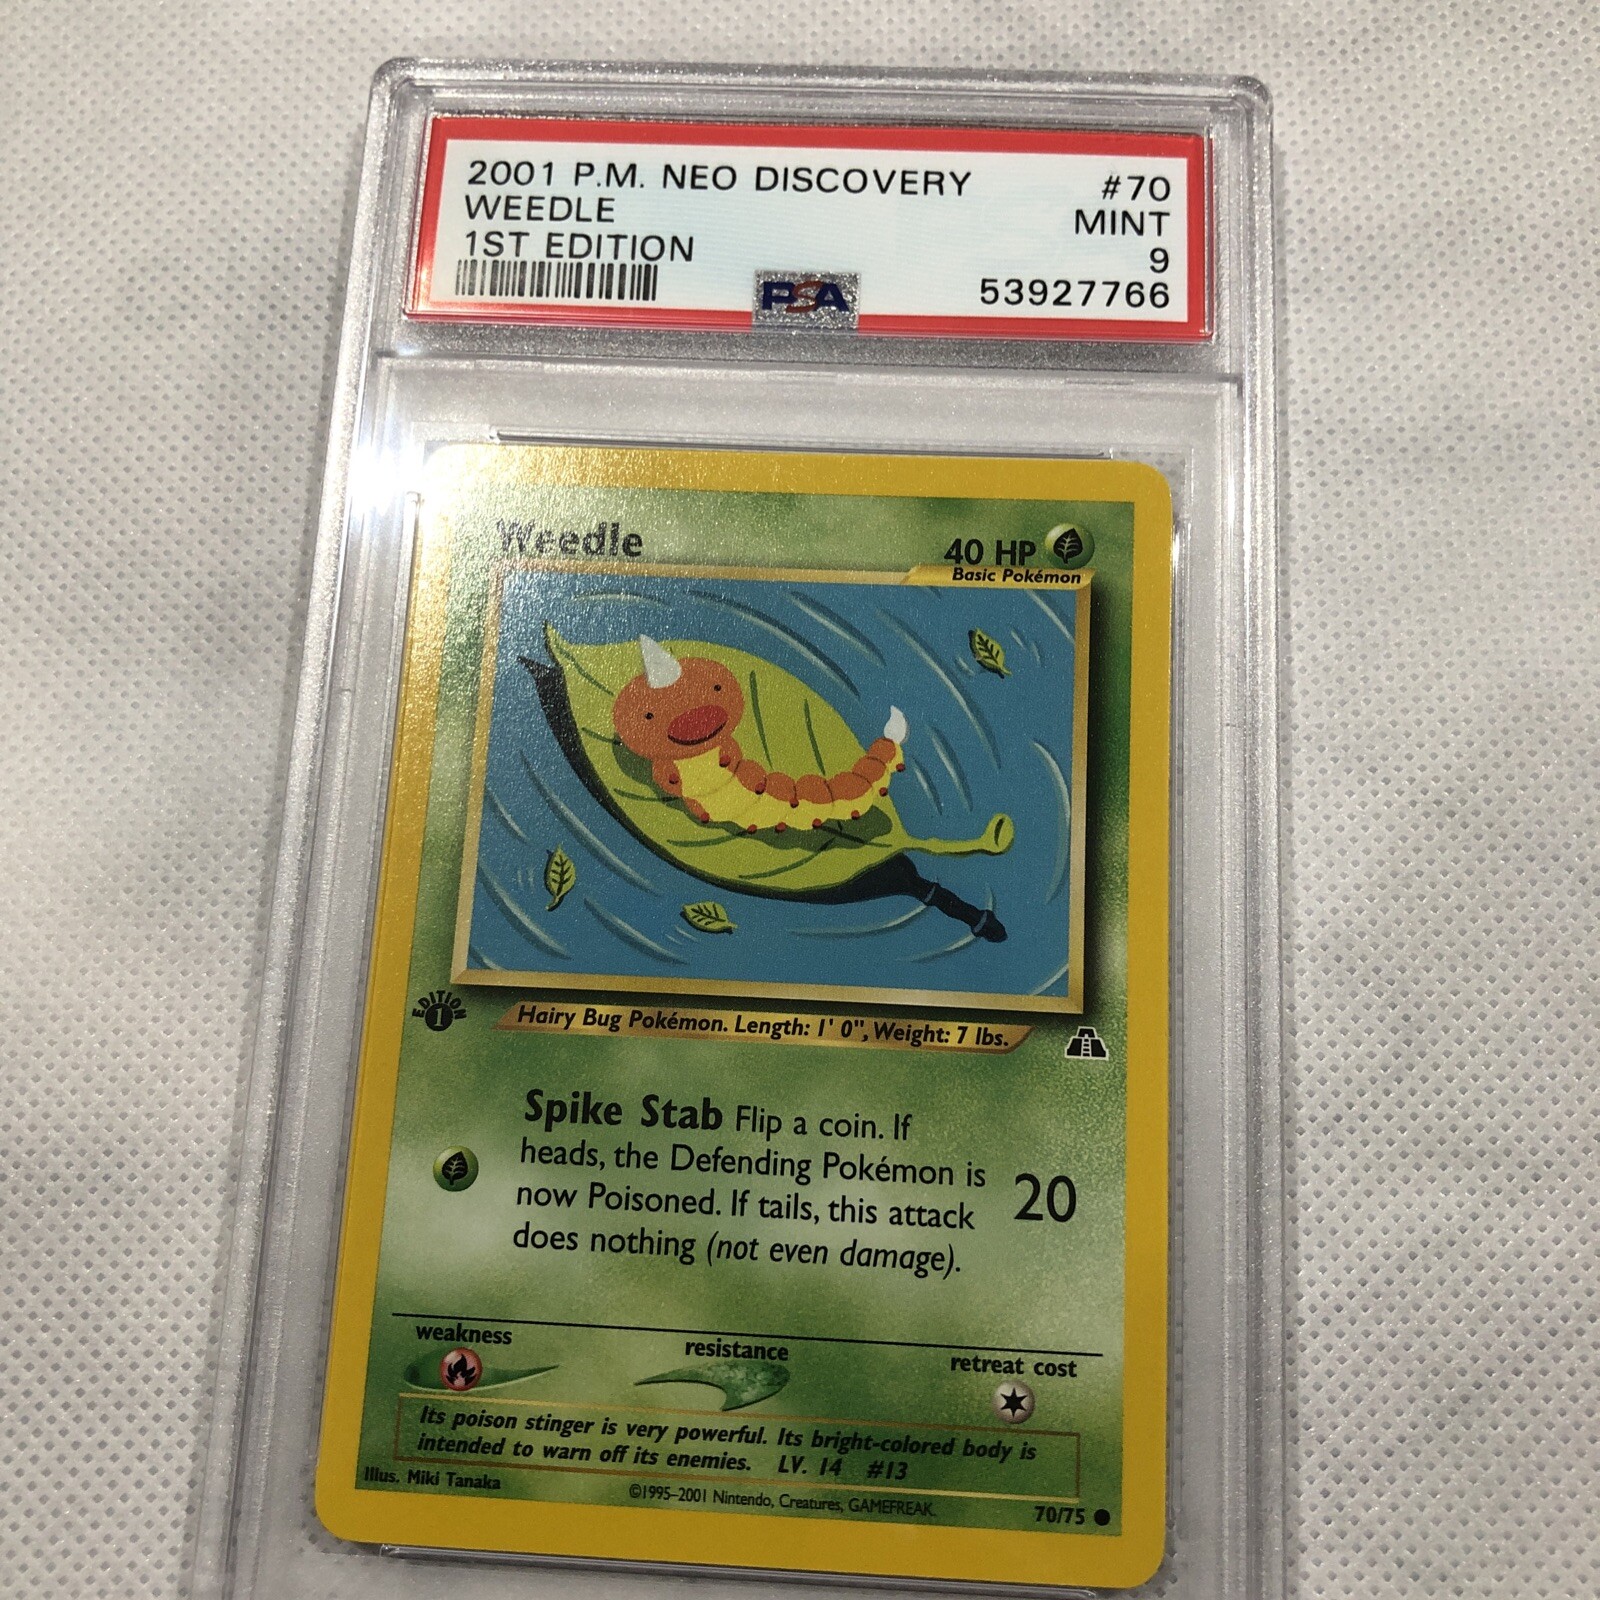 2001 P.M. NEO DISCOVERY #70
WEEDLE MINT
1ST EDITION 9
PSA 53927766
Weedle 40 HP
Basic Pokémon
EDITION
1
Hairy Bug Pokémon. Length: 1' 0", Weight: 7 lbs.
Spike Stab Flip a coin. If
heads, the Defending Pokémon is
now Poisoned. If tails, this attack
does nothing (not even damage).
20
weakness resistance retreat cost
Its poison stinger is very powerful. Its bright-colored body is
intended to warn off its enemies. LV. 14 #13
Illus. Miki Tanaka ©1995–2001 Nintendo, Creatures, GAMEFREAK. 70/75